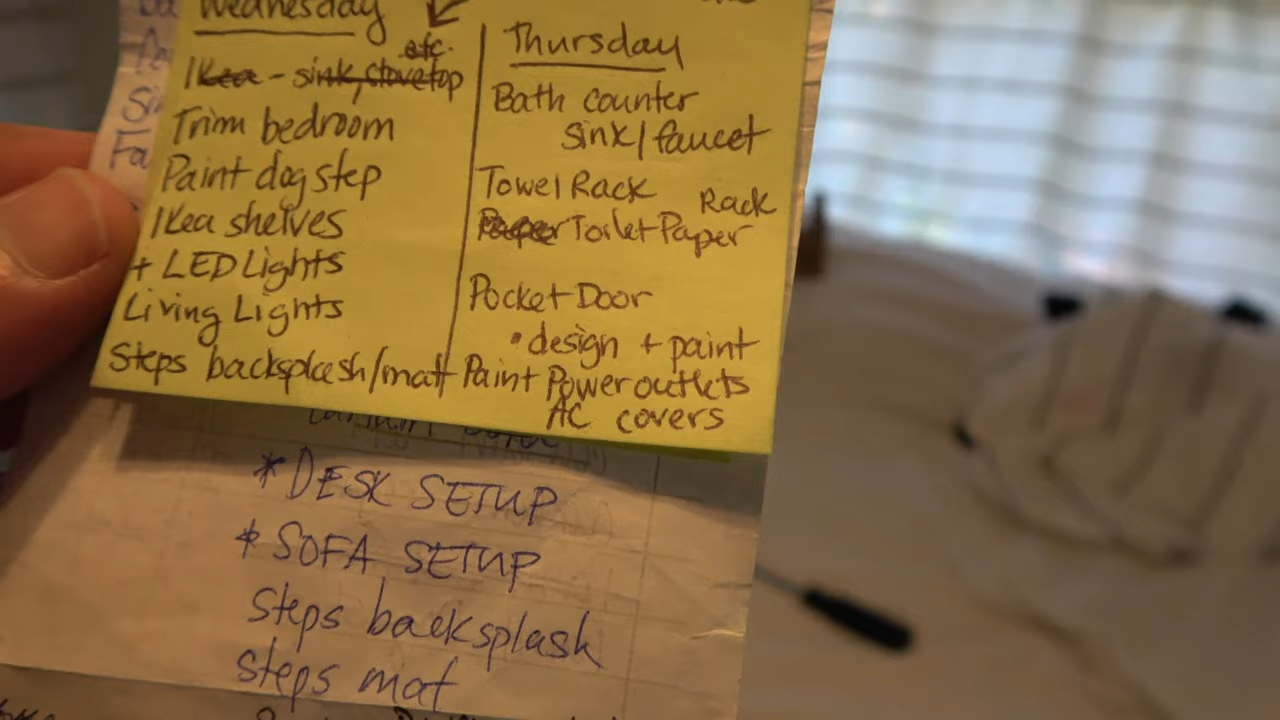 Wednesday
etc.
IKea - sink, stovetop
Trim bedroom
Paint dog step
IKea shelves
+ LED Lights
Living Lights
Steps backsplash/matt
Thursday
Bath counter
sink/faucet
Towel Rack
Rack
Paper Toilet Paper
Pocket Door
• design + paint
Paint Power outlets
AC covers
* DESK SETUP
* SOFA SETUP
Steps backsplash
steps mat